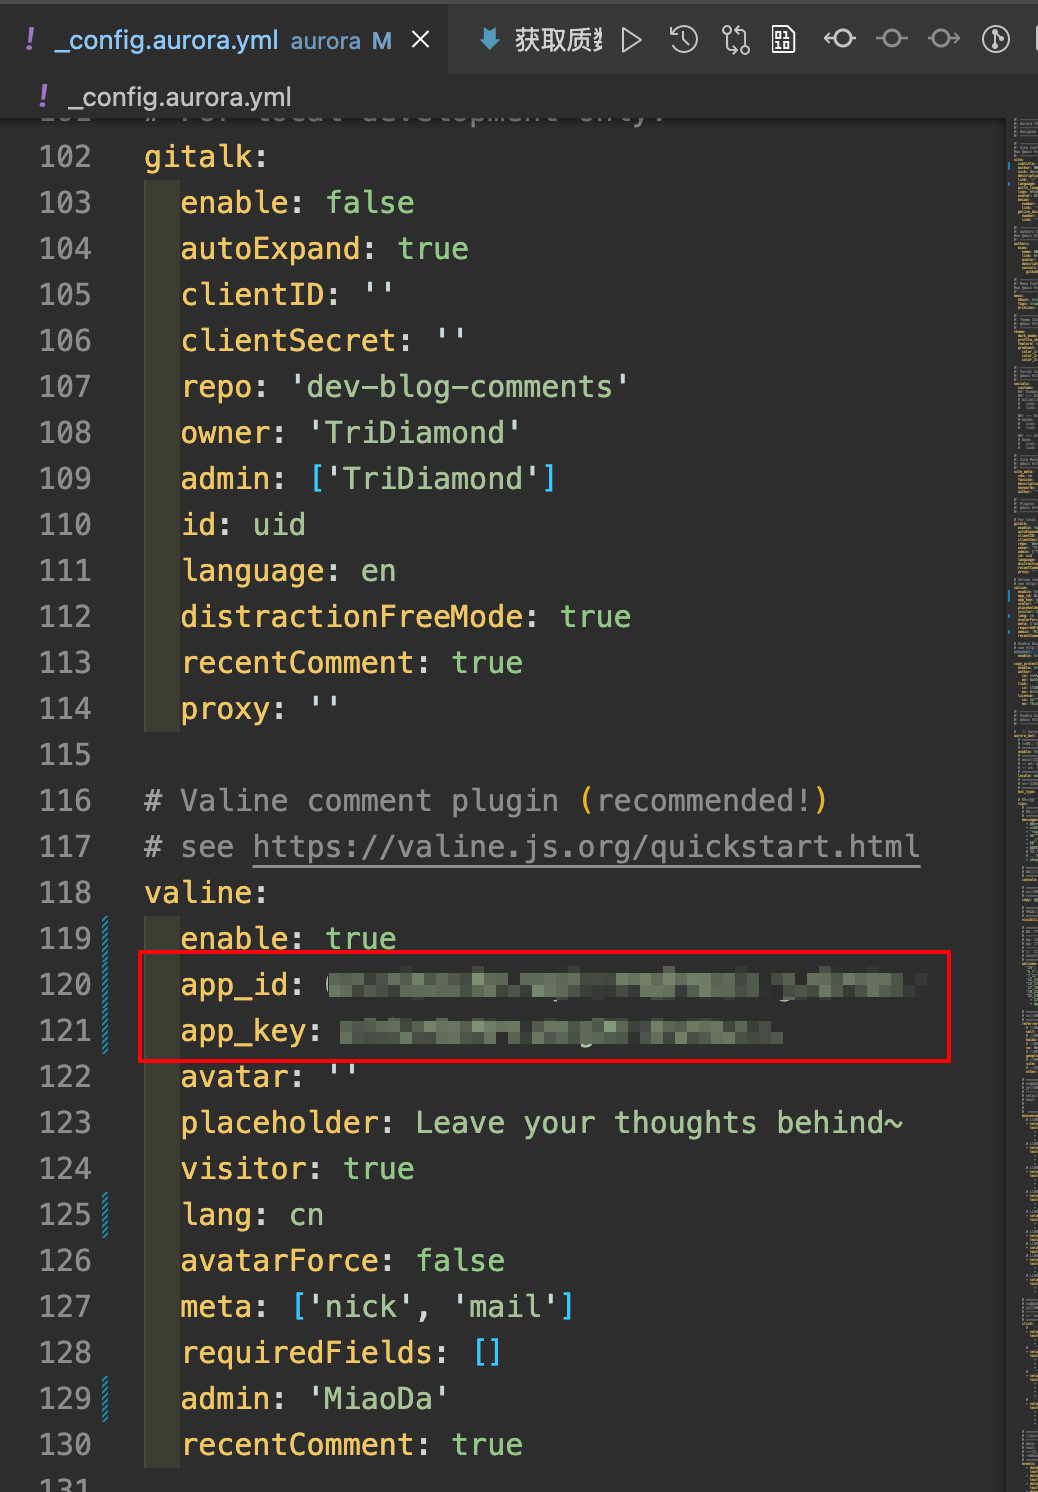 ! _config.aurora.yml aurora M × 获取质
! _config.aurora.yml
101 # For local development only!
102 gitalk:
103 enable: false
104 autoExpand: true
105 clientID: ''
106 clientSecret: ''
107 repo: 'dev-blog-comments'
108 owner: 'TriDiamond'
109 admin: ['TriDiamond']
110 id: uid
111 language: en
112 distractionFreeMode: true
113 recentComment: true
114 proxy: ''
115
116 # Valine comment plugin (recommended!)
117 # see https://valine.js.org/quickstart.html
118 valine:
119 enable: true
120 app_id:
121 app_key:
122 avatar: ''
123 placeholder: Leave your thoughts behind~
124 visitor: true
125 lang: cn
126 avatarForce: false
127 meta: ['nick', 'mail']
128 requiredFields: []
129 admin: 'MiaoDa'
130 recentComment: true
131